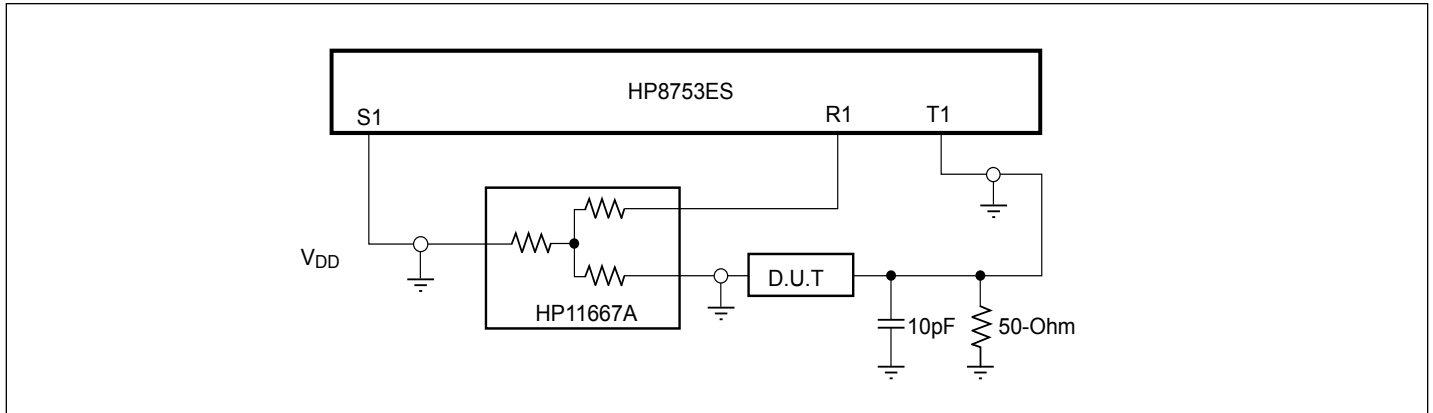 HP8753ES
S1
R1
T1
VDD
D.U.T
HP11667A
10pF
50-Ohm